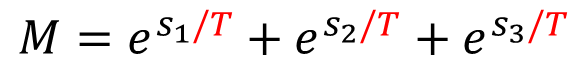 M = e^{s_1/T} + e^{s_2/T} + e^{s_3/T}